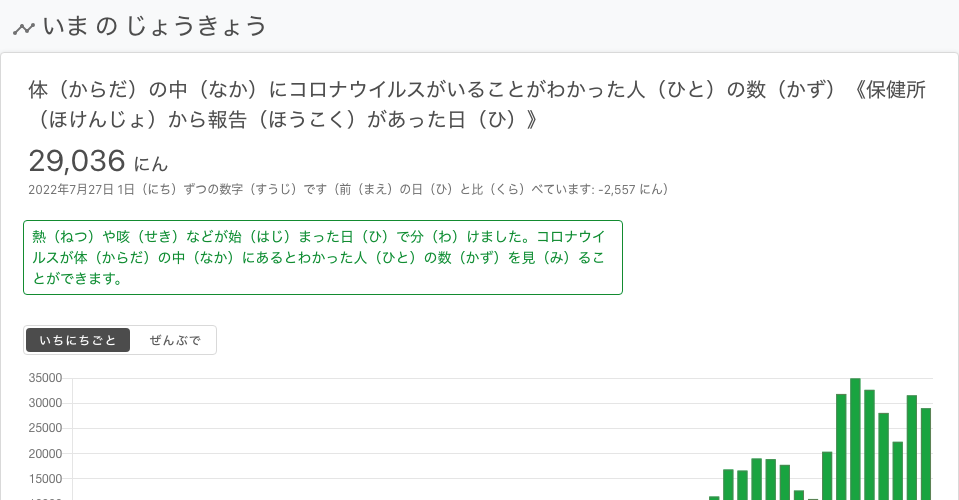 いま の じょうきょう
体（からだ）の中（なか）にコロナウイルスがいることがわかった人（ひと）の数（かず）《保健所
（ほけんじょ）から報告（ほうこく）があった日（ひ）》
29,036 にん
2022年7月27日 1日（にち）ずつの数字（すうじ）です（前（まえ）の日（ひ）と比（くら）べています: -2,557 にん）
熱（ねつ）や咳（せき）などが始（はじ）まった日（ひ）で分（わ）けました。コロナウイ
ルスが体（からだ）の中（なか）にあるとわかった人（ひと）の数（かず）を見（み）るこ
とができます。
いちにちごと ぜんぶで
35000
30000
25000
20000
15000